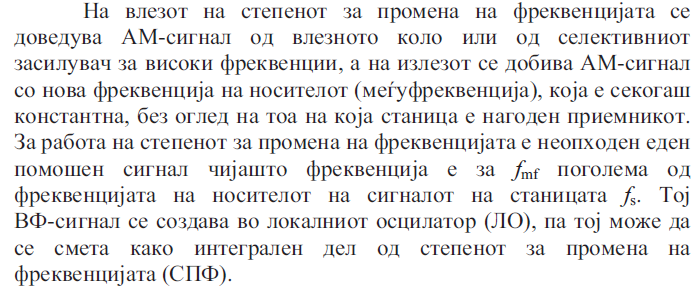 На влезот на степенот за промена на фреквенцијата се
доведува АМ-сигнал од влезното коло или од селективниот
засилувач за високи фреквенции, а на излезот се добива АМ-сигнал
со нова фреквенција на носителот (меѓуфреквенција), која е секогаш
константна, без оглед на тоа на која станица е нагоден приемникот.
За работа на степенот за промена на фреквенцијата е неопходен еден
помошен сигнал чијашто фреквенција е за fmf поголема од
фреквенцијата на носителот на сигналот на станицата fs. Тој
ВФ-сигнал се создава во локалниот осцилатор (ЛО), па тој може да
се смета како интегрален дел од степенот за промена на
фреквенцијата (СПФ).